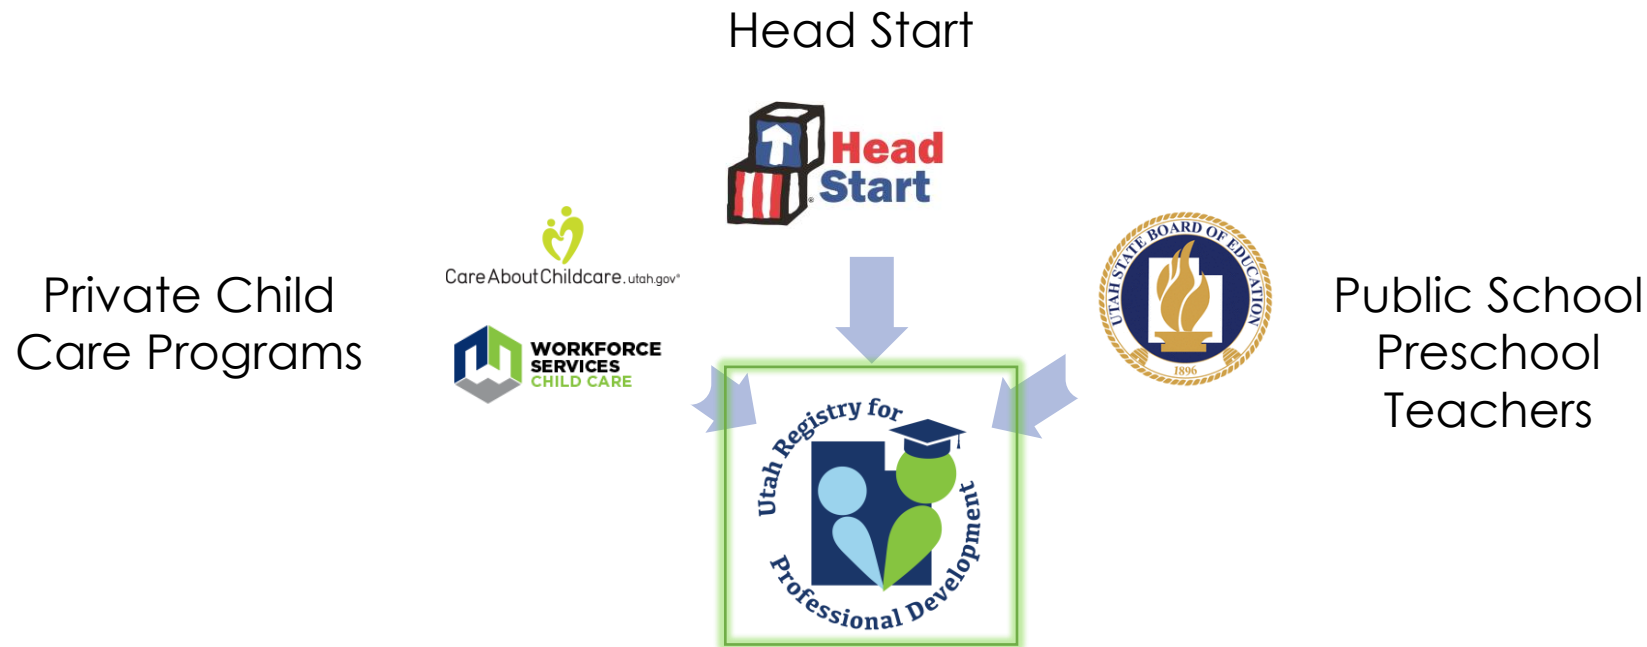 Head Start
Head
Start
CareAboutChildcare.utah.gov®
Private Child
Care Programs
WORKFORCE
SERVICES
CHILD CARE
UTAH STATE BOARD OF EDUCATION
1896
Public School
Preschool
Teachers
Utah Registry for
Professional Development